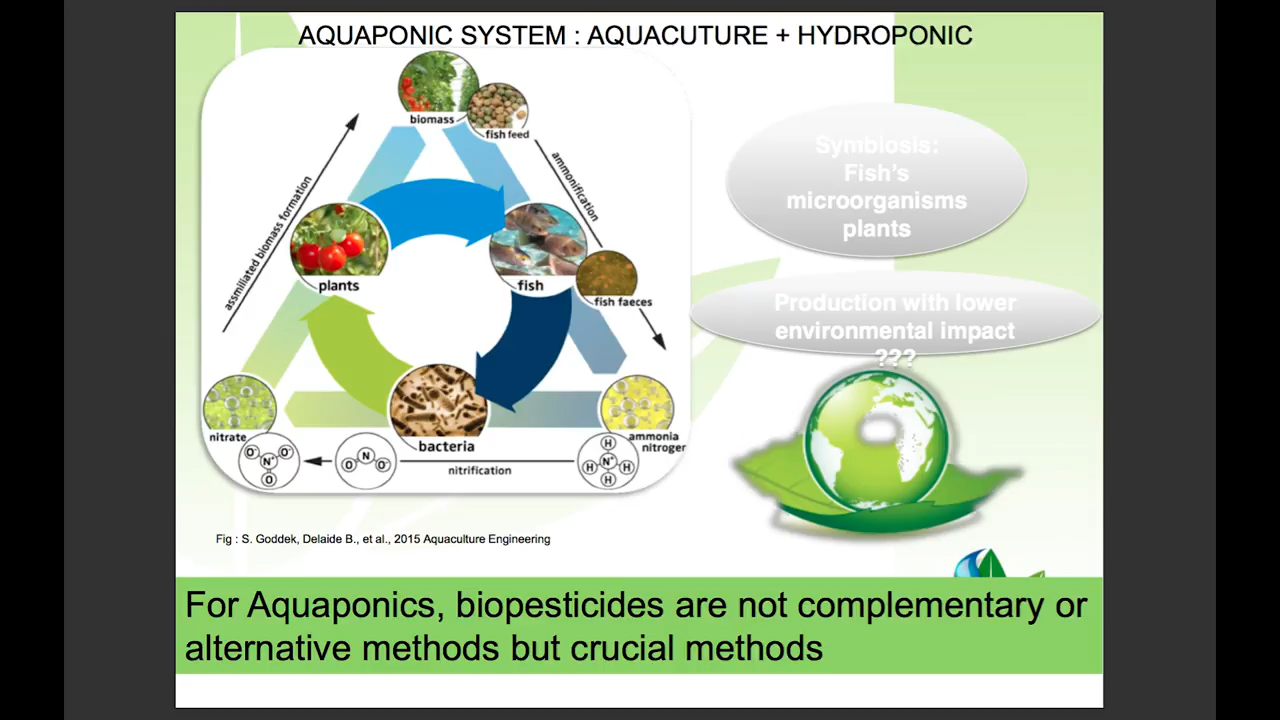 AQUAPONIC SYSTEM : AQUACUTURE + HYDROPONIC
biomass
fish feed
assmiliated biomass formation
ammonification
plants
fish
fish faeces
nitrate
bacteria
ammonia
nitroger
nitrification
O⁻ N⁺ O⁻
O
O N O⁻
H
H N⁺ H
H
Symbiosis:
Fish's
microorganisms
plants
Production with lower
environmental impact
???
Fig : S. Goddek, Delaide B., et al., 2015 Aquaculture Engineering
For Aquaponics, biopesticides are not complementary or
alternative methods but crucial methods